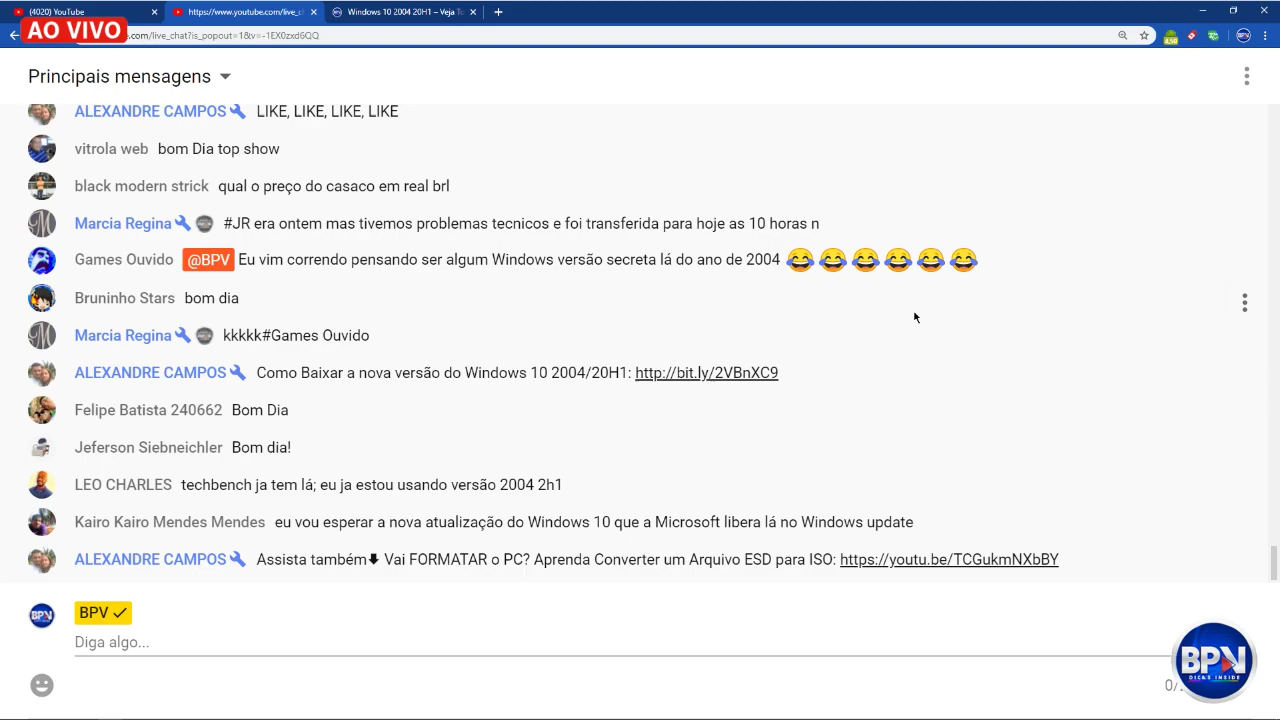 (4020) YouTube
https://www.youtube.com/live_c
Windows 10 2004 20H1 – Veja To
AO VIVO
.com/live_chat?is_popout=1&v=-1EX0zxd6QQ
Principais mensagens
ALEXANDRE CAMPOS LIKE, LIKE, LIKE, LIKE
vitrola web bom Dia top show
black modern strick qual o preço do casaco em real brl
Marcia Regina #JR era ontem mas tivemos problemas tecnicos e foi transferida para hoje as 10 horas n
Games Ouvido @BPV Eu vim correndo pensando ser algum Windows versão secreta lá do ano de 2004 😂😂😂😂😂😂
Bruninho Stars bom dia
Marcia Regina kkkkk#Games Ouvido
ALEXANDRE CAMPOS Como Baixar a nova versão do Windows 10 2004/20H1: http://bit.ly/2VBnXC9
Felipe Batista 240662 Bom Dia
Jeferson Siebneichler Bom dia!
LEO CHARLES techbench ja tem lá; eu ja estou usando versão 2004 2h1
Kairo Kairo Mendes Mendes eu vou esperar a nova atualização do Windows 10 que a Microsoft libera lá no Windows update
ALEXANDRE CAMPOS Assista também⬇ Vai FORMATAR o PC? Aprenda Converter um Arquivo ESD para ISO: https://youtu.be/TCGukmNXbBY
BPV
Diga algo...
0/
BPV
DICAS INSIDE